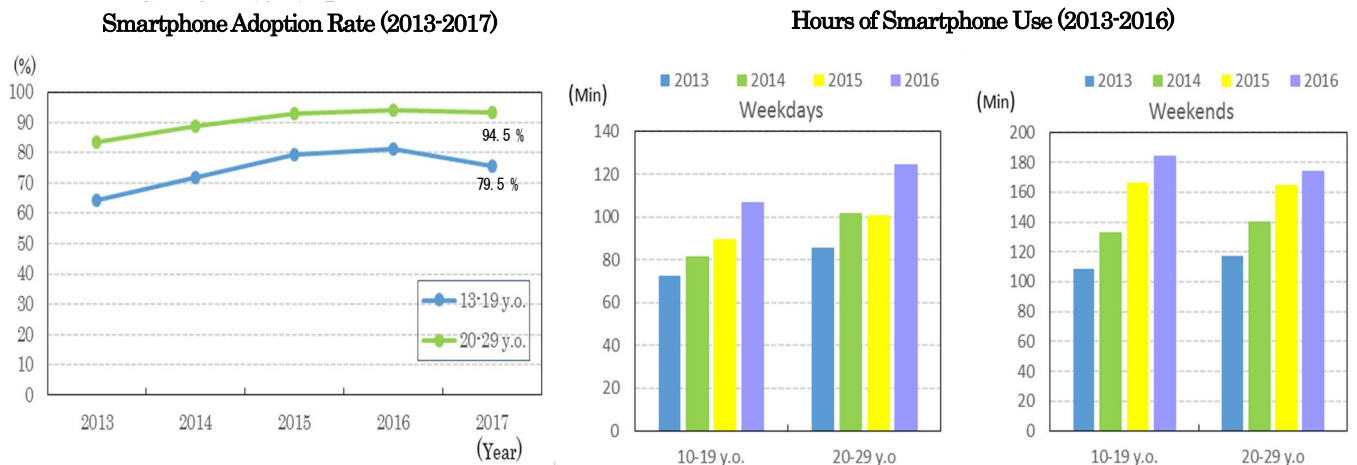 Smartphone Adoption Rate (2013-2017)
(%)
100
90
80
70
60
50
40
30
20
10
0
94.5 %
79.5 %
13-19 y.o.
20-29 y.o.
2013 2014 2015 2016 2017
(Year)
Hours of Smartphone Use (2013-2016)
2013 2014 2015 2016
(Min)
Weekdays
140
120
100
80
60
40
20
0
10-19 y.o. 20-29 y.o
2013 2014 2015 2016
(Min)
Weekends
200
180
160
140
120
100
80
60
40
20
0
10-19 y.o. 20-29 y.o